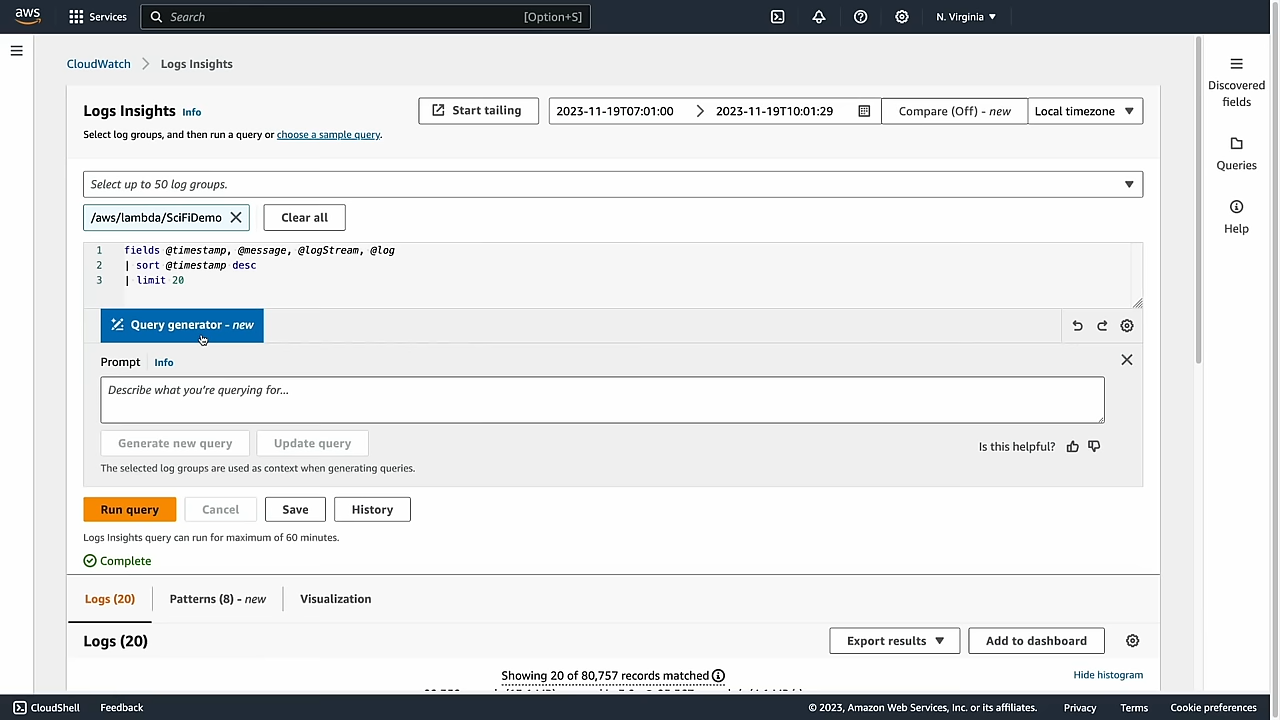 aws
Services
Search
[Option+S]
N. Virginia
CloudWatch
Logs Insights
Logs Insights Info
Start tailing
2023-11-19T07:01:00
2023-11-19T10:01:29
Compare (Off) - new
Local timezone
Select log groups, and then run a query or choose a sample query.
Select up to 50 log groups.
/aws/lambda/SciFiDemo
Clear all
1 fields @timestamp, @message, @logStream, @log
2 | sort @timestamp desc
3 | limit 20
Query generator - new
Prompt Info
Describe what you're querying for...
Generate new query
Update query
Is this helpful?
The selected log groups are used as context when generating queries.
Run query
Cancel
Save
History
Logs Insights query can run for maximum of 60 minutes.
Complete
Logs (20)
Patterns (8) - new
Visualization
Logs (20)
Export results
Add to dashboard
Showing 20 of 80,757 records matched
Hide histogram
Discovered
fields
Queries
Help
CloudShell
Feedback
© 2023, Amazon Web Services, Inc. or its affiliates.
Privacy
Terms
Cookie preferences